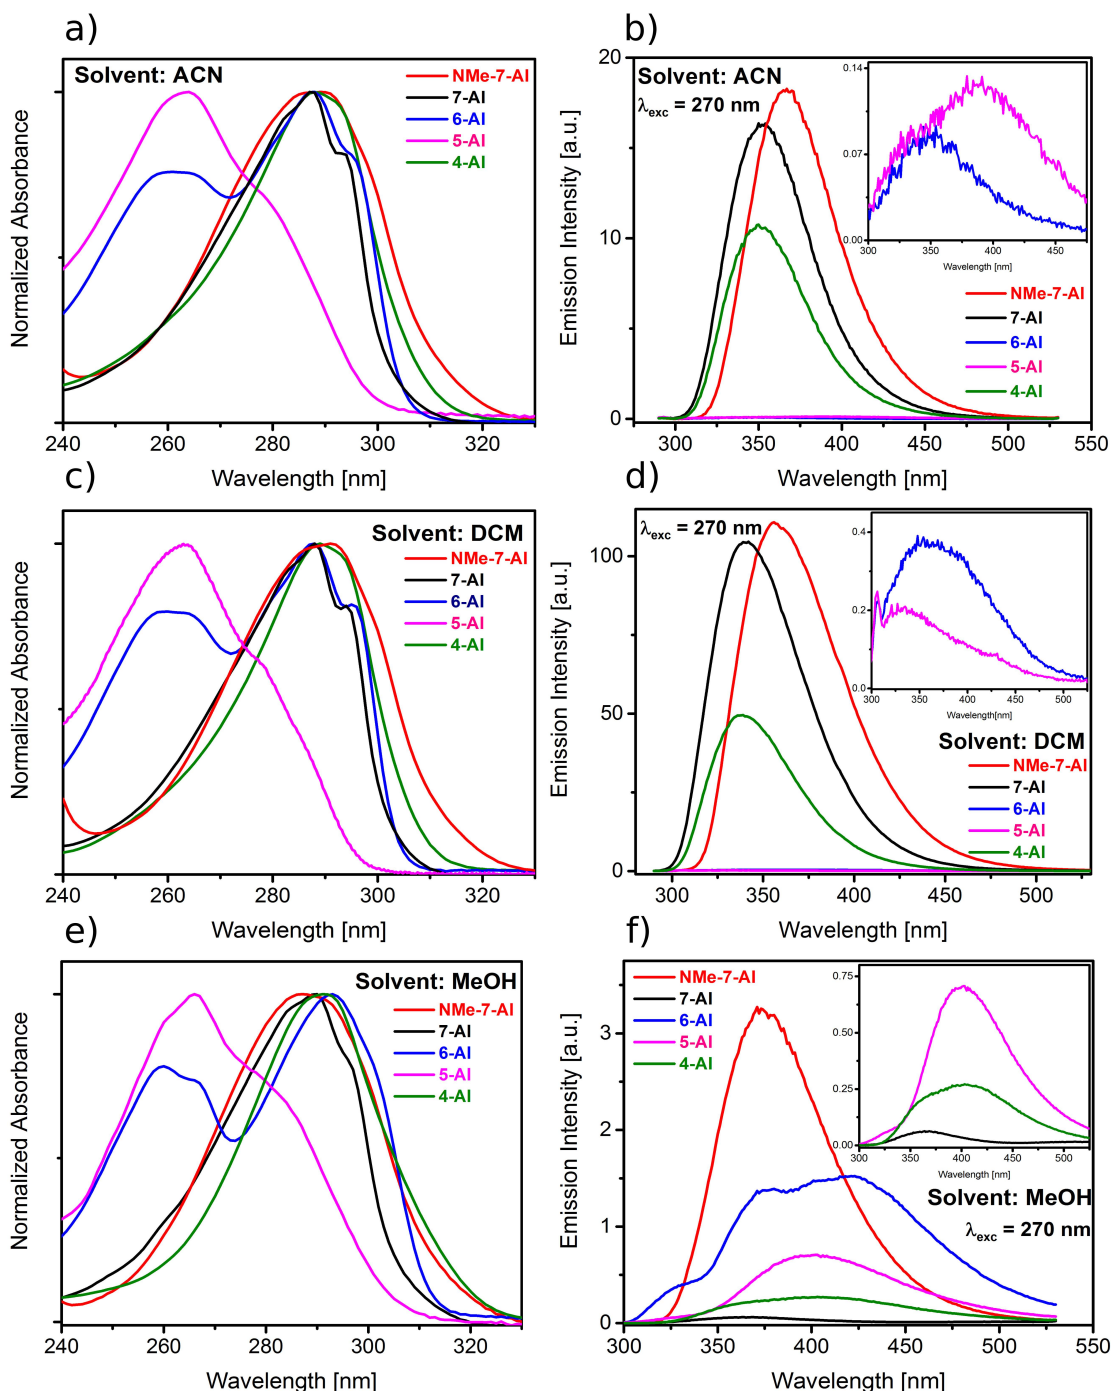 a)
Solvent: ACN
NMe-7-AI
7-AI
6-AI
5-AI
4-AI
Normalized Absorbance
240 260 280 300 320
Wavelength [nm]
b)
Solvent: ACN
λexc = 270 nm
20
10
0
Emission Intensity [a.u.]
0.14
0.07
0.00
300 350 400 450
Wavelength [nm]
NMe-7-AI
7-AI
6-AI
5-AI
4-AI
300 350 400 450 500 550
c)
Solvent: DCM
NMe-7-AI
7-AI
6-AI
5-AI
4-AI
Normalized Absorbance
240 260 280 300 320
Wavelength [nm]
Wavelength [nm]
d)
λexc = 270 nm
100
50
0
Emission Intensity [a.u.]
0.4
0.2
0.0
300 350 400 450 500
Wavelength[nm]
Solvent: DCM
NMe-7-AI
7-AI
6-AI
5-AI
4-AI
300 350 400 450 500
e)
Solvent: MeOH
NMe-7-AI
7-AI
6-AI
5-AI
4-AI
Normalized Absorbance
240 260 280 300 320
Wavelength [nm]
Wavelength [nm]
f)
NMe-7-AI
7-AI
6-AI
5-AI
4-AI
3
2
1
0
Emission Intensity [a.u.]
0.75
0.50
0.25
0.00
300 350 400 450 500
Wavelength [nm]
Solvent: MeOH
λexc = 270 nm
300 350 400 450 500 550
Wavelength [nm]